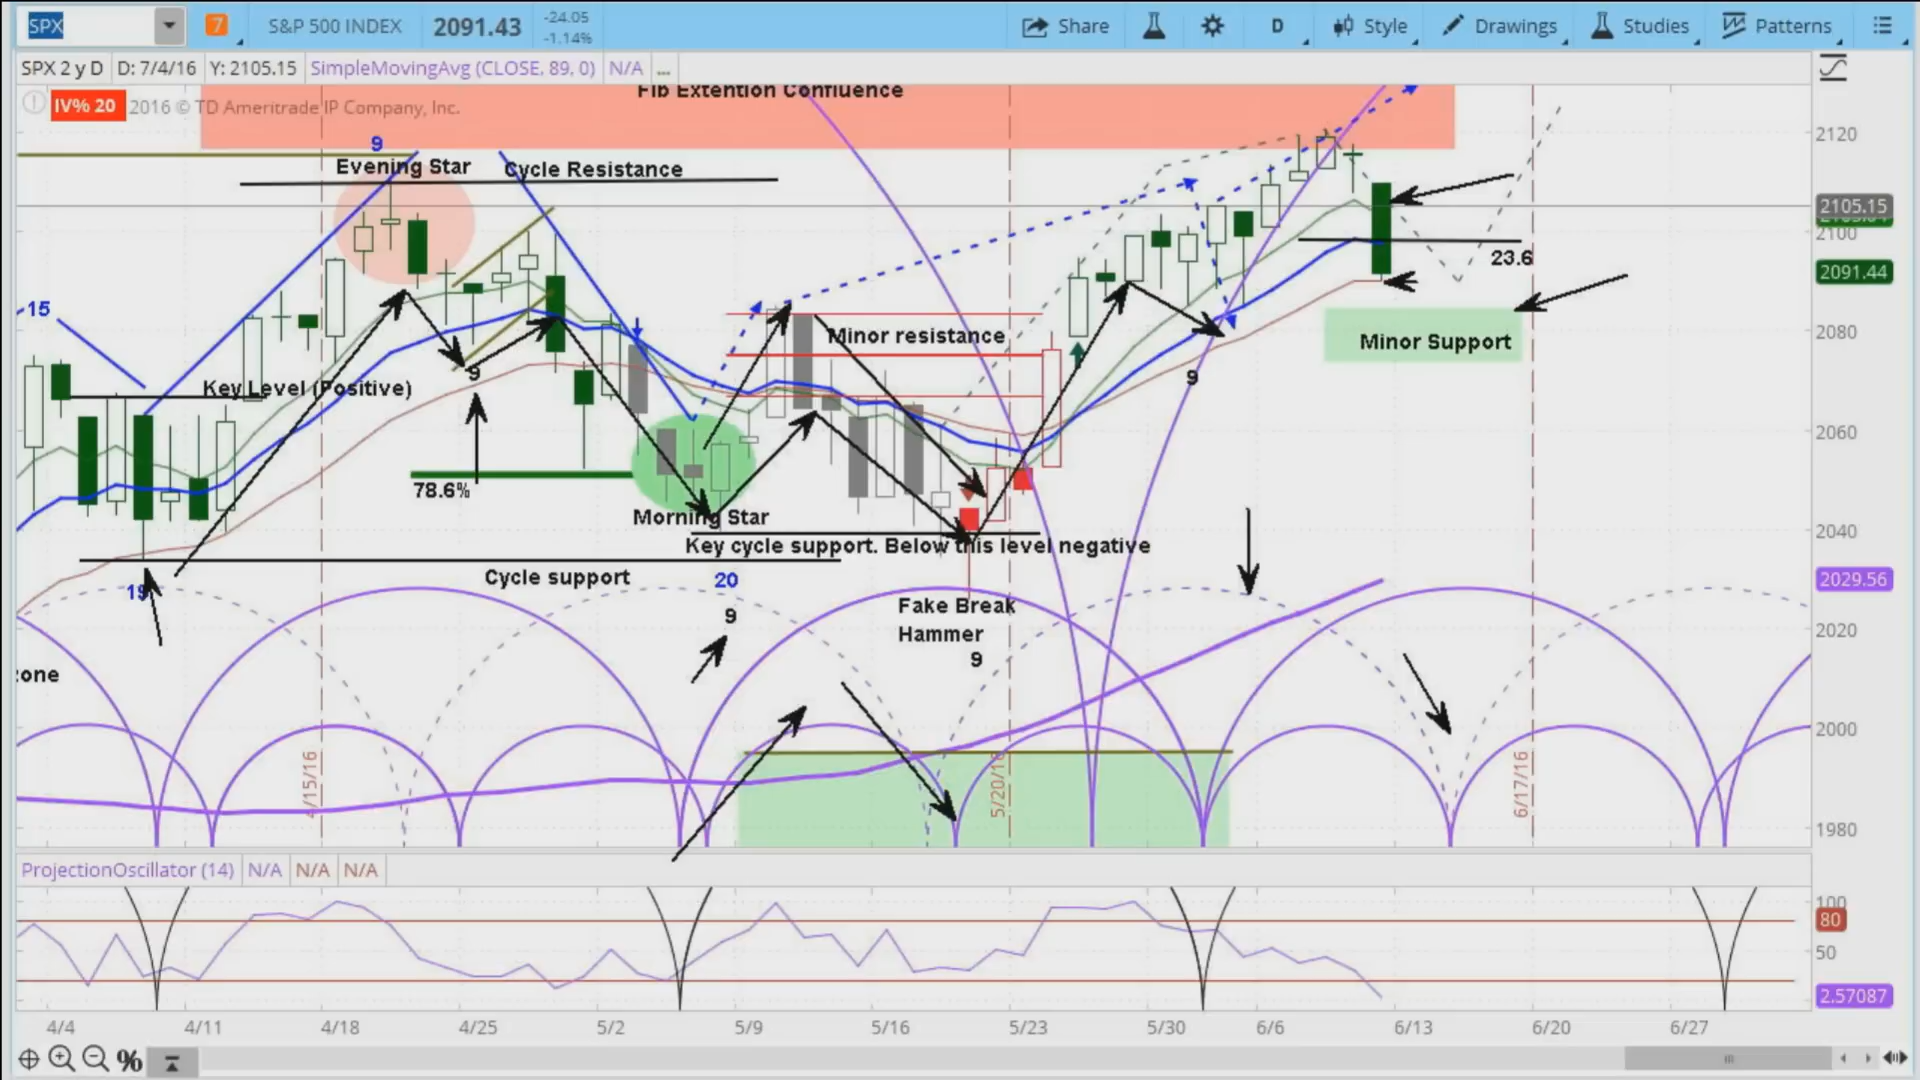 SPX
7
S&P 500 INDEX
2091.43
-24.05
-1.14%
Share
D
Style
Drawings
Studies
Patterns
SPX 2 y D
D: 7/4/16
Y: 2105.15
SimpleMovingAvg (CLOSE, 89, 0)
N/A
...
IV% 20
2016 © TD Ameritrade IP Company, Inc.
Fib Extention Confluence
2120
9
Evening Star
Cycle Resistance
2105.15
2100
23.6
2091.44
15
Minor resistance
Minor Support
2080
9
9
Key Level (Positive)
2060
78.6%
Morning Star
2040
Key cycle support. Below this level negative
Cycle support
20
2029.56
9
Fake Break
Hammer
2020
9
zone
2000
4/15/16
5/20/16
6/17/16
1980
ProjectionOscillator (14)
N/A
N/A
N/A
100
80
50
2.57087
4/4
4/11
4/18
4/25
5/2
5/9
5/16
5/23
5/30
6/6
6/13
6/20
6/27
%